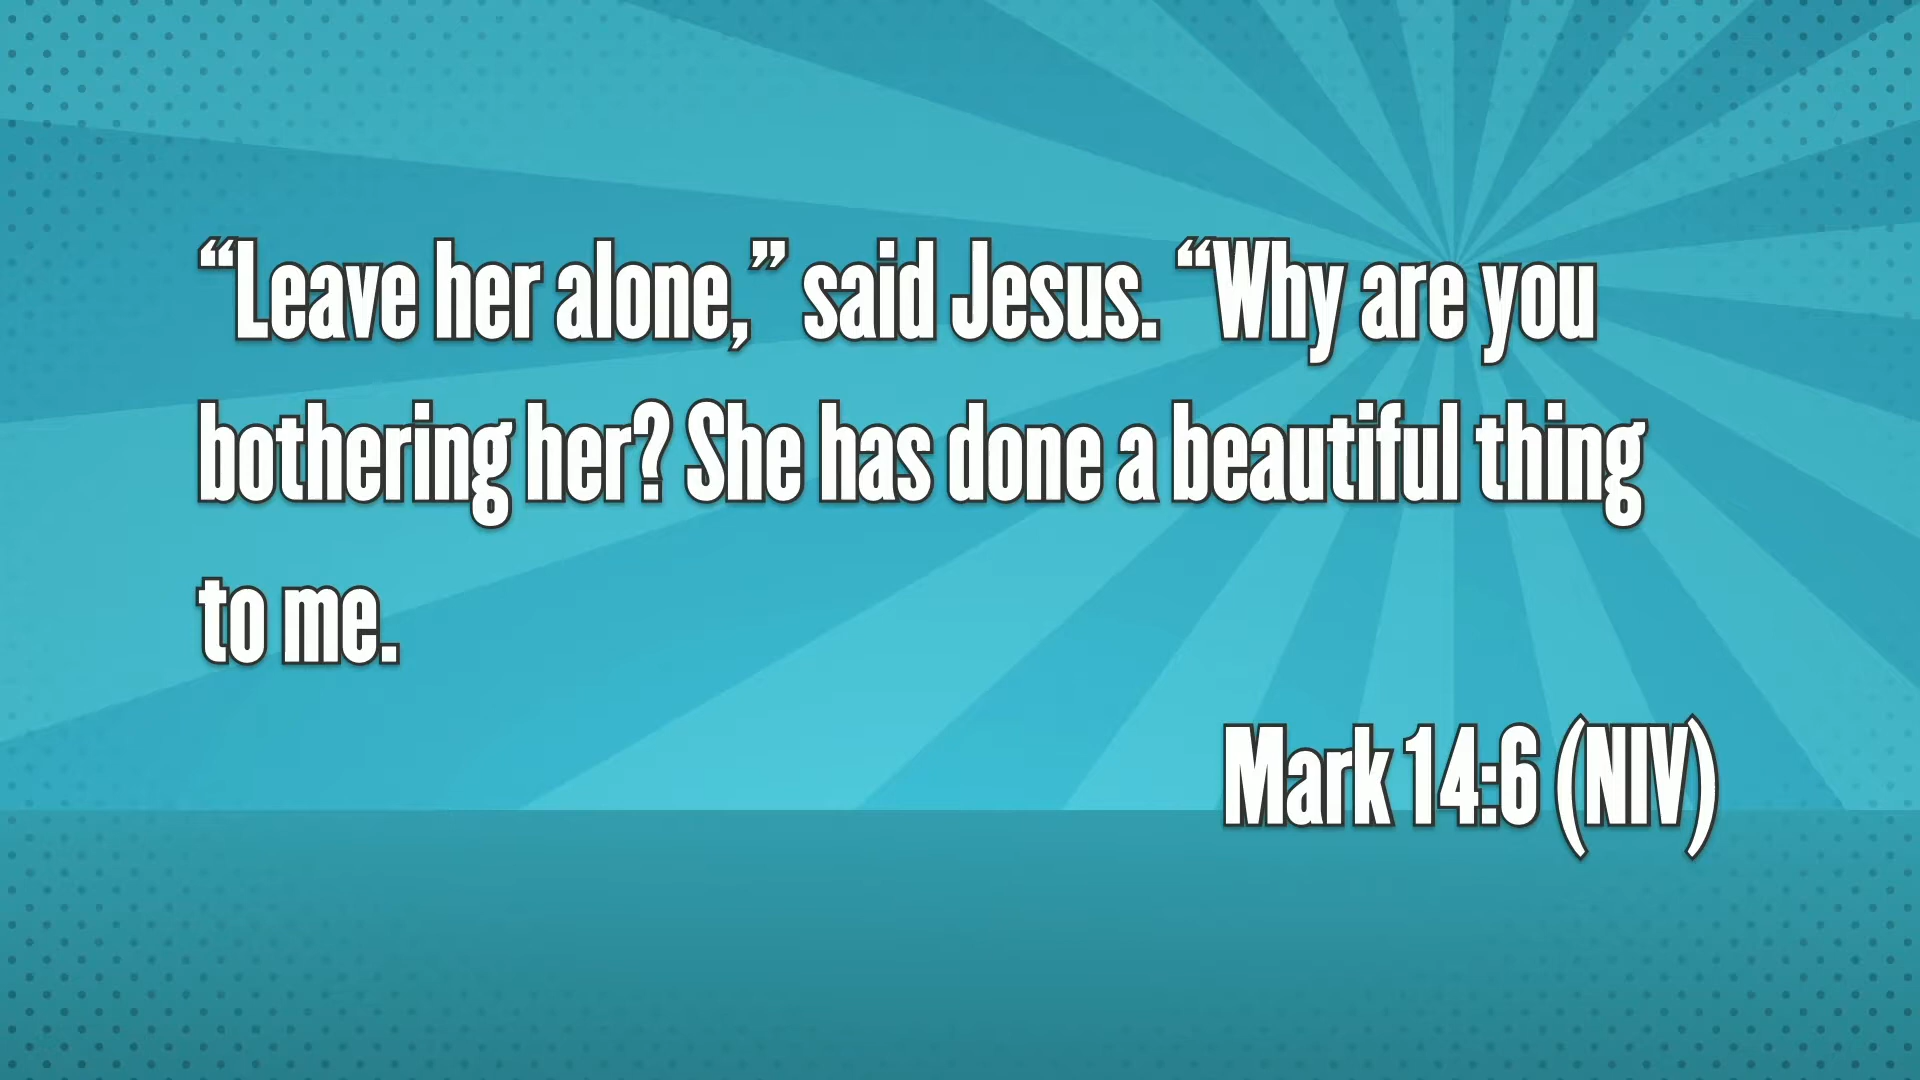 “Leave her alone,” said Jesus. “Why are you
bothering her? She has done a beautiful thing
to me.
Mark 14:6 (NIV)